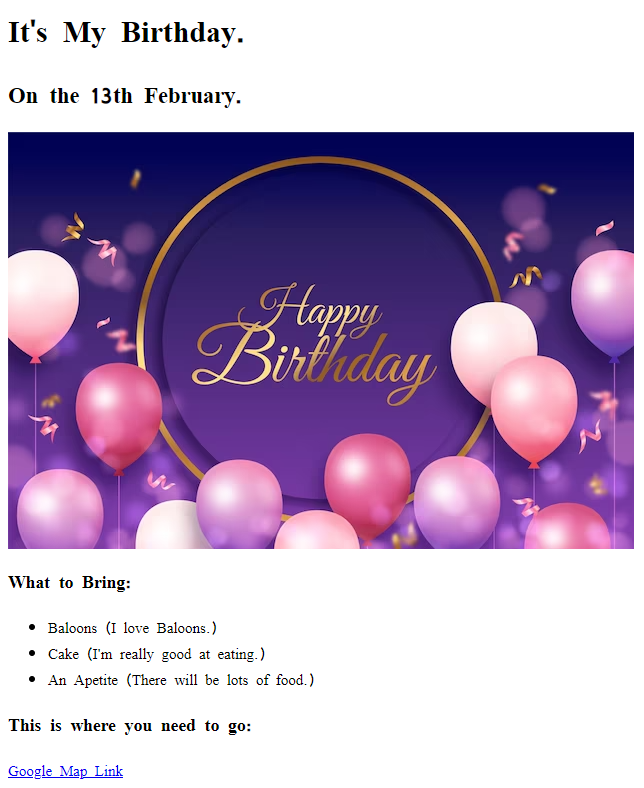 It's My Birthday.
On the 13th February.
Happy
Birthday
What to Bring:
Baloons (I love Baloons.)
Cake (I'm really good at eating.)
An Apetite (There will be lots of food.)
This is where you need to go:
Google Map Link